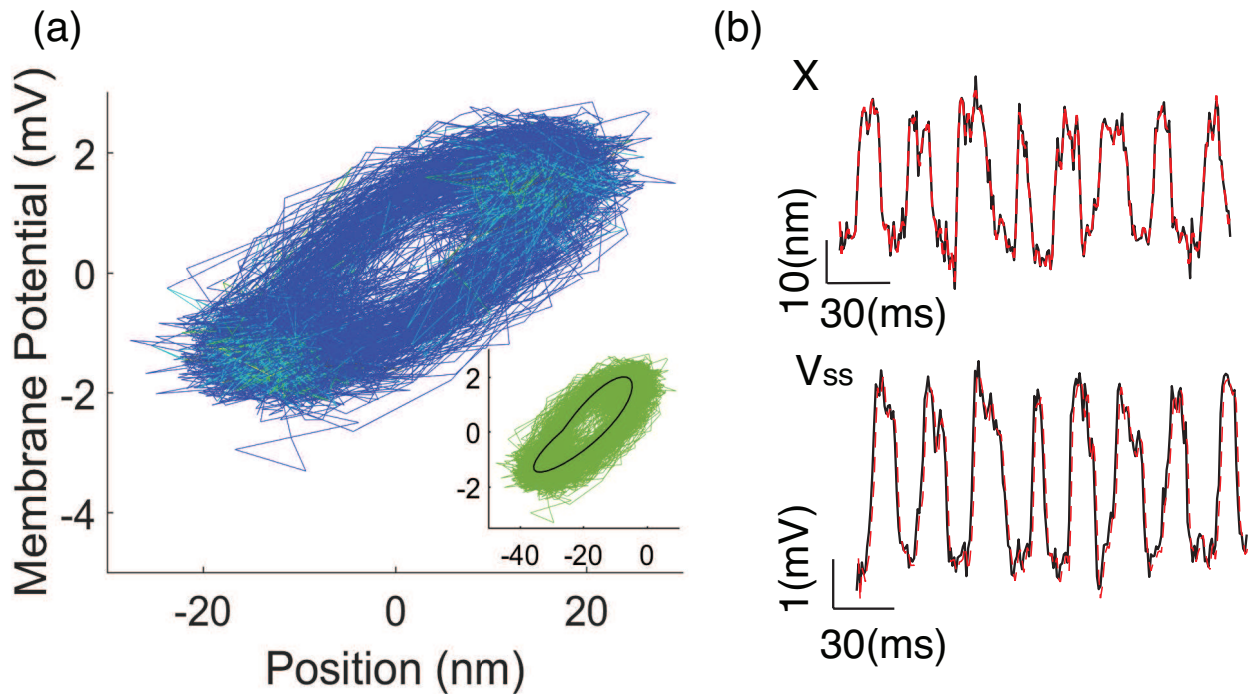 (a)
Membrane Potential (mV)
2
0
-2
-4
-20
0
20
Position (nm)
2
0
-2
-40
-20
0
(b)
X
10(nm)
30(ms)
Vss
1(mV)
30(ms)